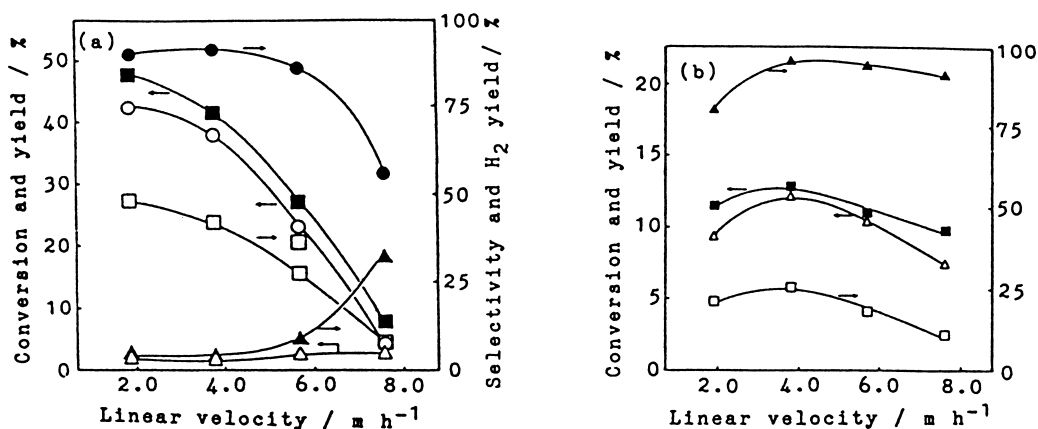 (a)
Conversion and yield / %
50
40
30
20
10
0
100
75
50
25
0
Selectivity and H2 yield/ %
2.0 4.0 6.0 8.0
Linear velocity / m h-1
(b)
Conversion and yield / %
20
15
10
5
0
100
75
50
25
0
2.0 4.0 6.0 8.0
Linear velocity / m h-1